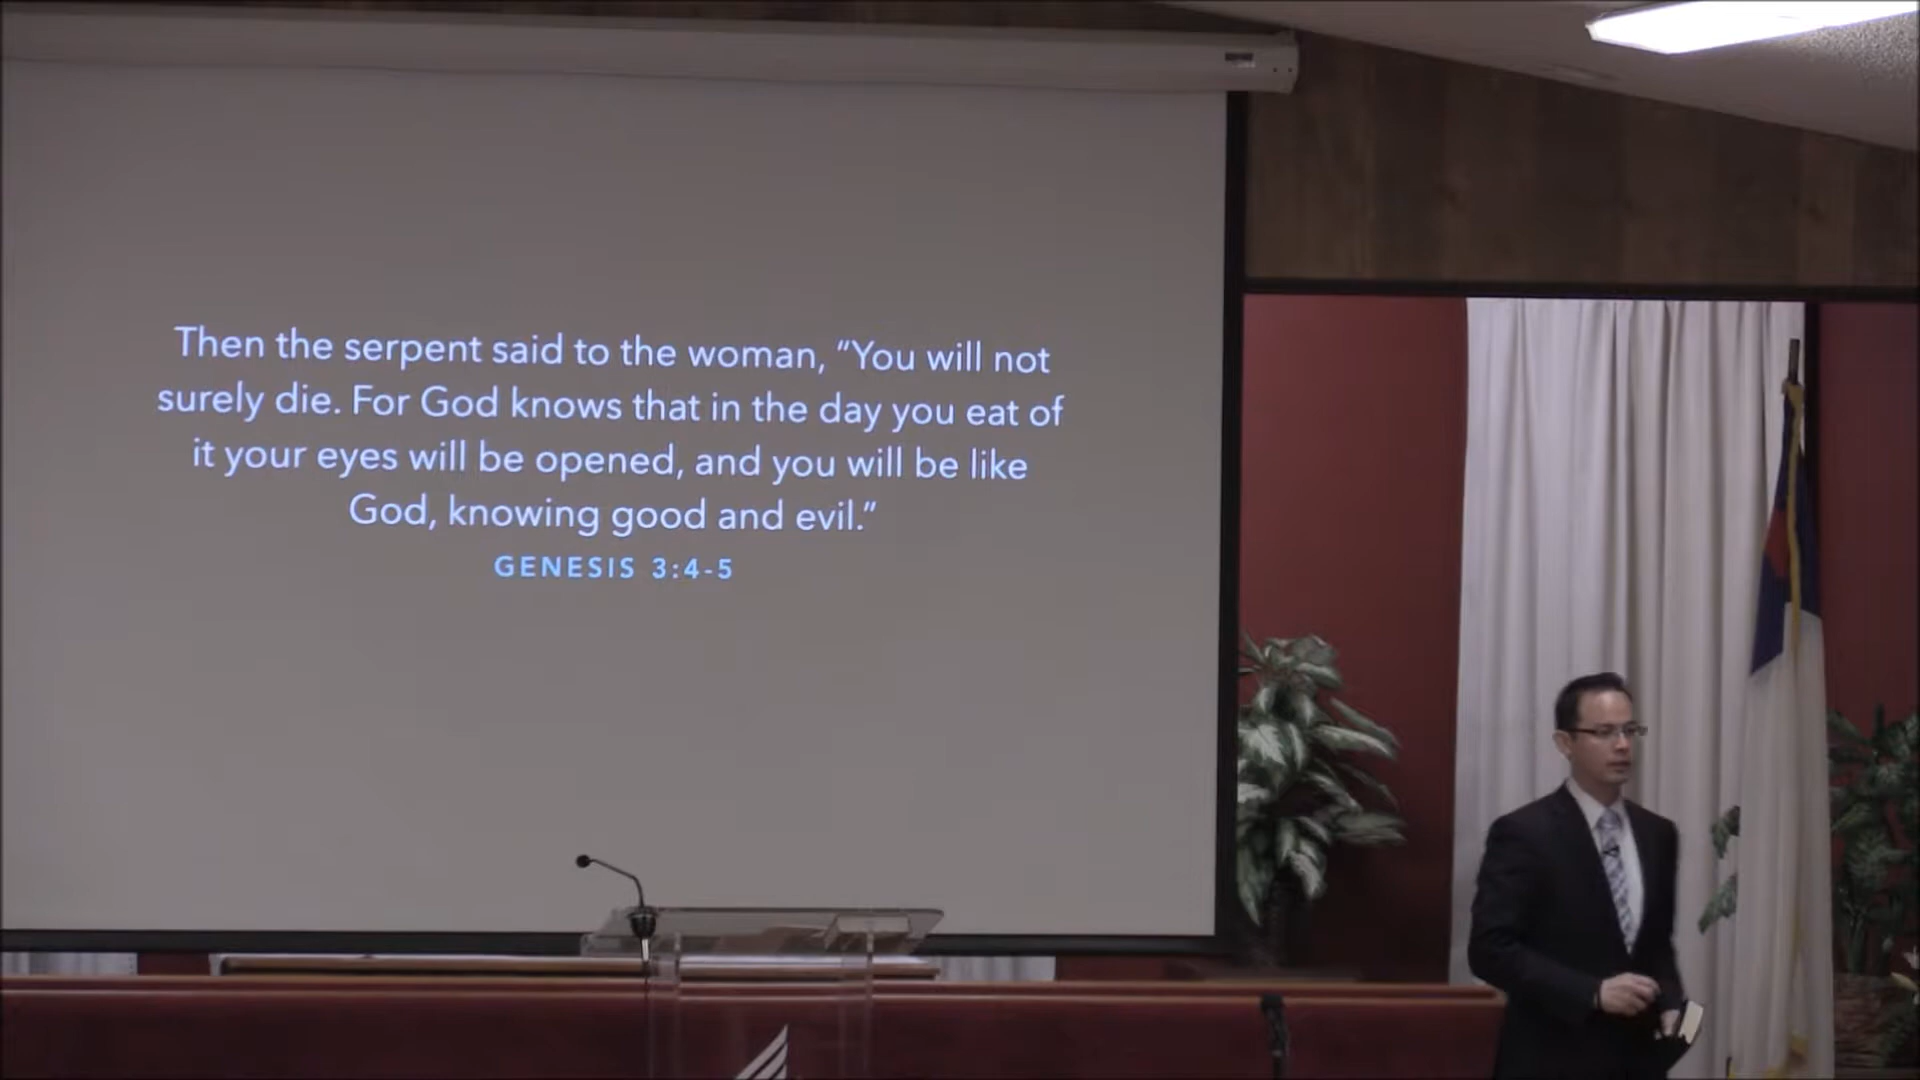 Then the serpent said to the woman, “You will not
surely die. For God knows that in the day you eat of
it your eyes will be opened, and you will be like
God, knowing good and evil.”
GENESIS 3:4-5